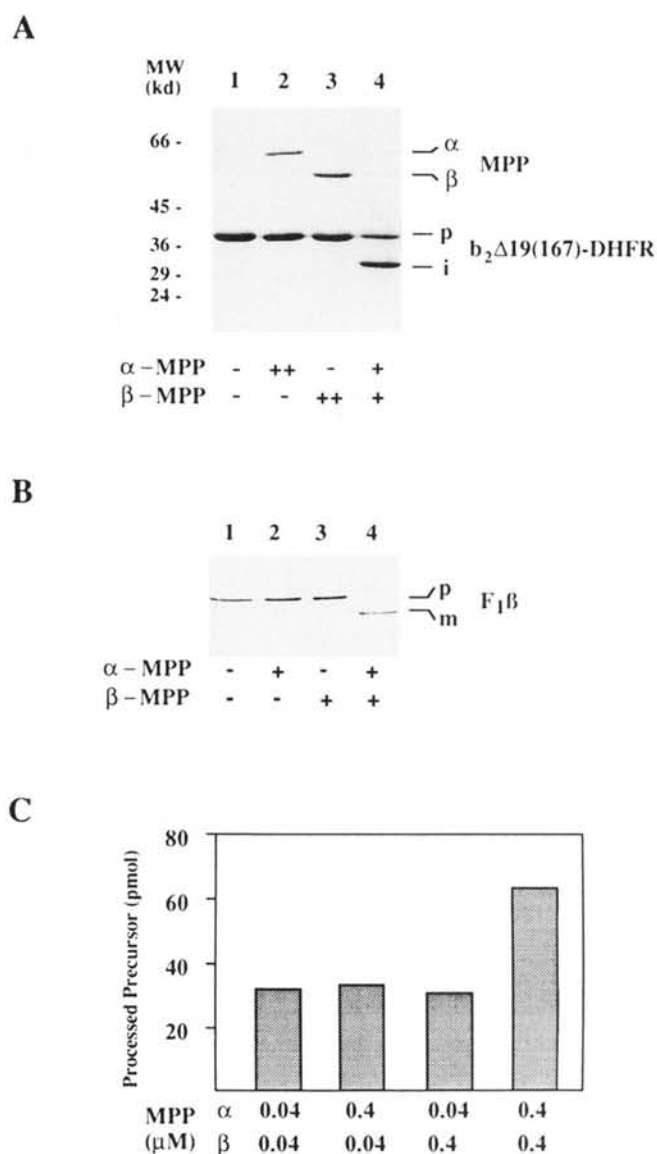 A
MW
(kd)
1 2 3 4
66 -
45 -
36 -
29 -
24 -
α
β
MPP
p
i
b₂Δ19(167)-DHFR
α – MPP - ++ - +
β – MPP - - ++ +
B
1 2 3 4
p
m
F₁ß
α – MPP - + - +
β – MPP - - + +
C
Processed Precursor (pmol)
80
60
40
20
MPP
(μM)
α 0.04 0.4 0.04 0.4
β 0.04 0.04 0.4 0.4